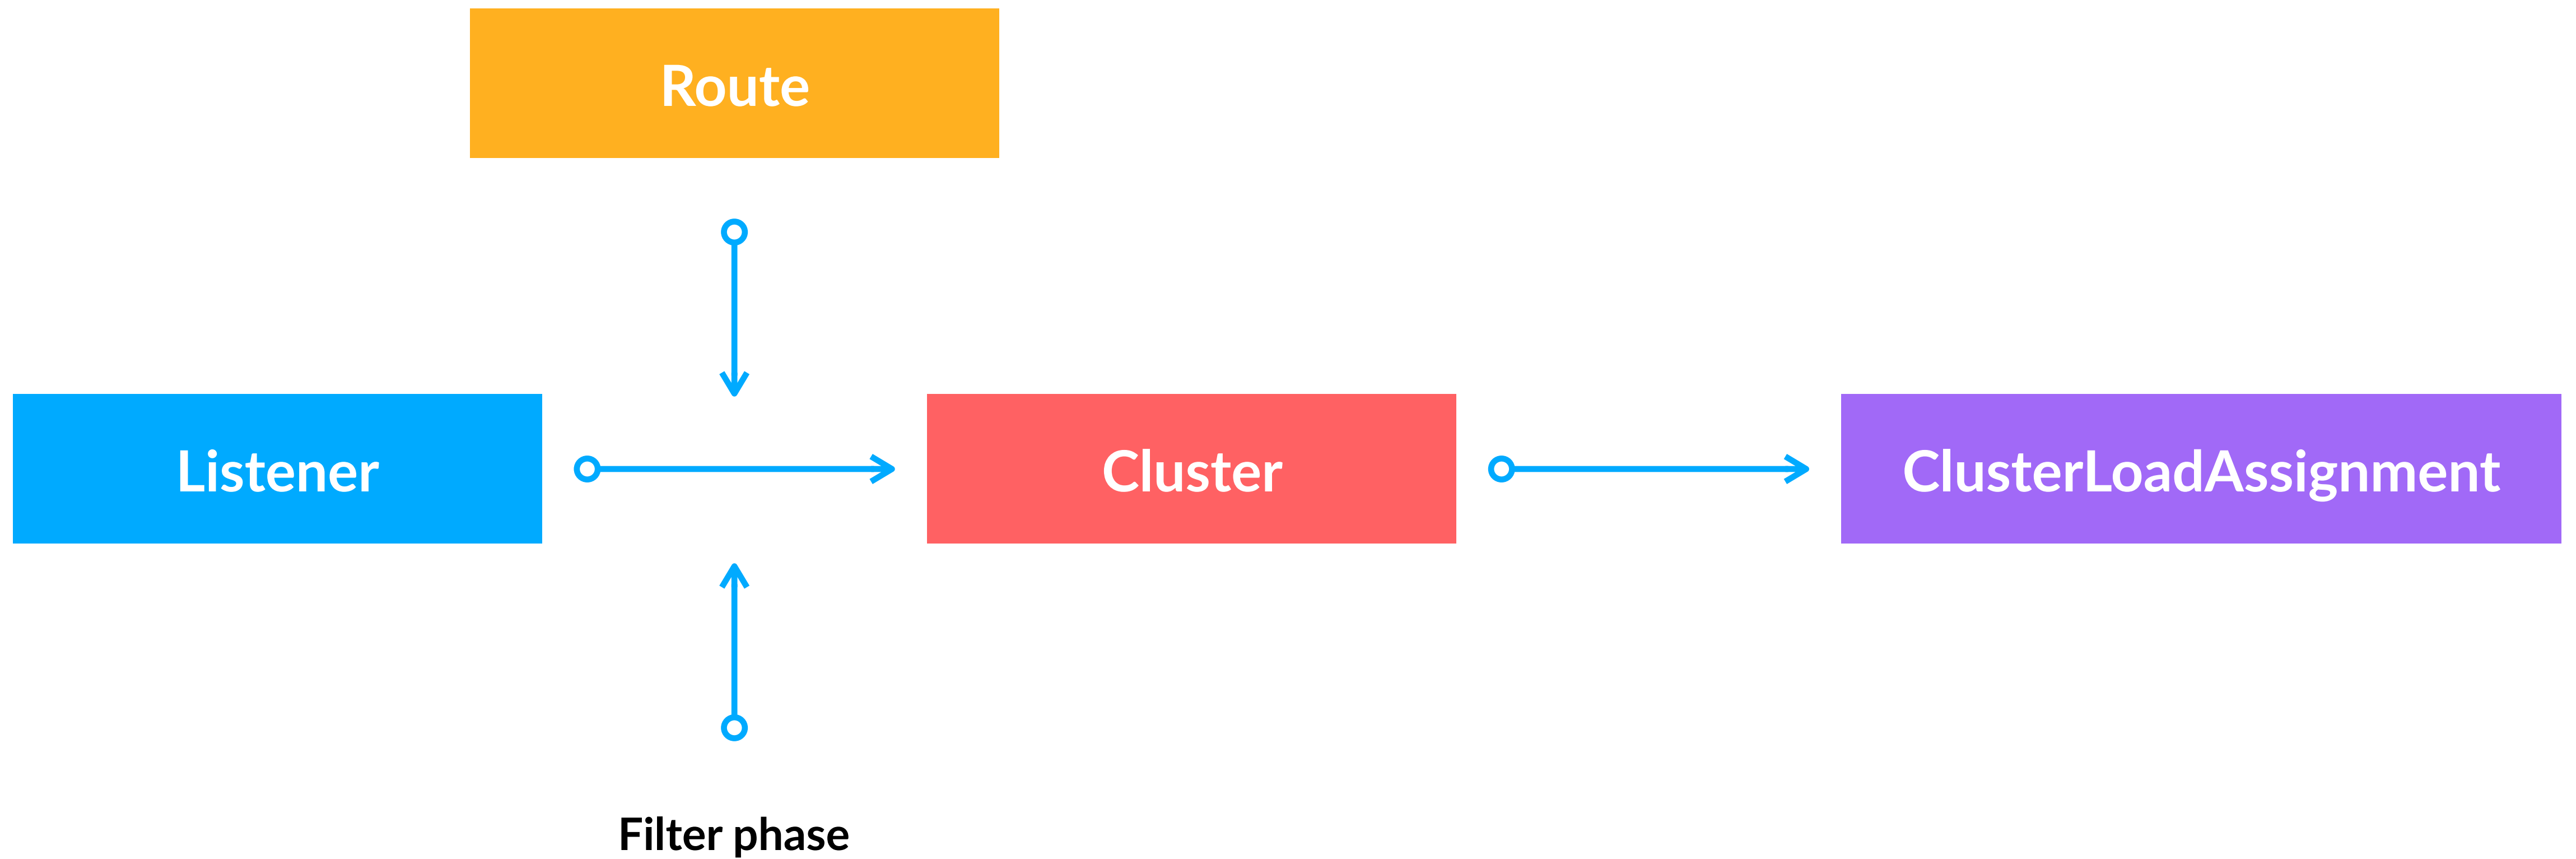 Route
Listener
Cluster
ClusterLoadAssignment
Filter phase